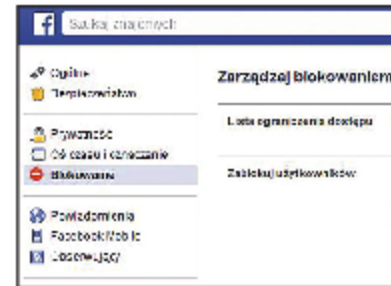 f Szukaj znajomych
Ogólne
Bezpieczeństwo
Prywatność
Oś czasu i oznaczanie
Blokowanie
Powiadomienia
Facebook Mobile
Obserwujący
Zarządzaj blokowaniem
Lista ograniczenia dostępu
Zablokuj użytkowników